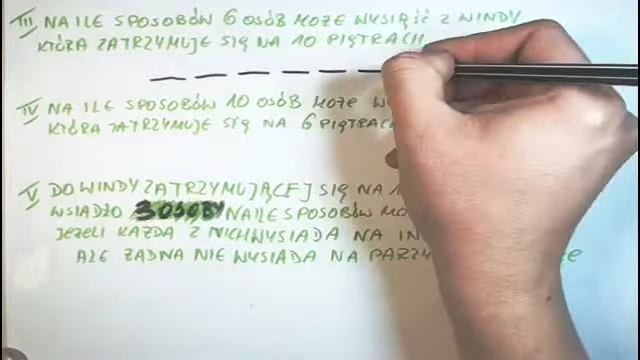 III NA ILE SPOSOBÓW 6 OSÓB MOŻE WYSIĄŚĆ Z WINDY
KTÓRA ZATRZYMUJE SIĘ NA 10 PIĘTRACH
IV NA ILE SPOSOBÓW 10 OSÓB MOŻE
KTÓRA ZATRZYMUJE SIĘ NA 6 PIĘTRACH
V DO WINDY ZATRZYMUJĄCEJ SIĘ NA
WSIADŁO 3 OSOBY NA ILE SPOSOBÓW
JEŻELI KAŻDA Z NICH WYSIADA NA
ALE ŻADNA NIE WYSIADA NA